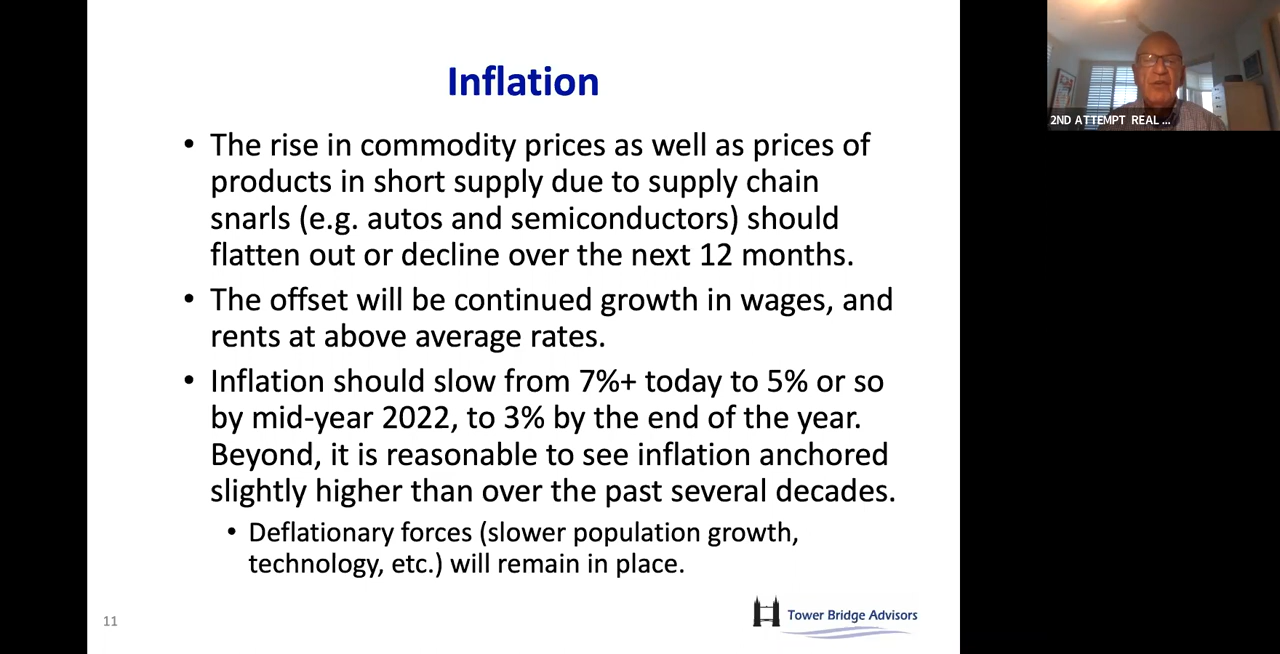 Inflation
• The rise in commodity prices as well as prices of
products in short supply due to supply chain
snarls (e.g. autos and semiconductors) should
flatten out or decline over the next 12 months.
• The offset will be continued growth in wages, and
rents at above average rates.
• Inflation should slow from 7%+ today to 5% or so
by mid-year 2022, to 3% by the end of the year.
Beyond, it is reasonable to see inflation anchored
slightly higher than over the past several decades.
• Deflationary forces (slower population growth,
technology, etc.) will remain in place.
11
Tower Bridge Advisors
2ND ATTEMPT REAL ...